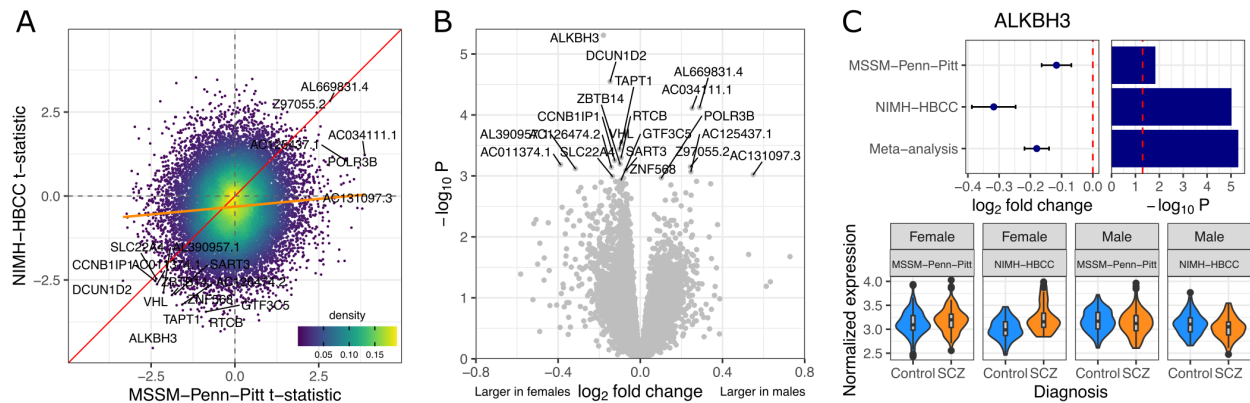 A
NIMH−HBCC t−statistic
5.0
2.5
0.0
−2.5
−2.5
0.0
2.5
MSSM−Penn−Pitt t−statistic
AL669831.4
Z97055.2
AC034111.1
AC125437.1
POLR3B
AC131097.3
SLC22A4
AL390957.1
CCNB1IP1
AC011374.1
SART3
DCUN1D2
ZBTB14
AC126474.2
VHL
ZNF568
GTF3C5
TAPT1
RTCB
ALKBH3
density
0.05 0.10 0.15
B
− log10 P
5
4
3
2
1
0
−0.8
−0.4
0.0
0.4
0.8
Larger in females
log2 fold change
Larger in males
ALKBH3
DCUN1D2
TAPT1
AL669831.4
ZBTB14
AC034111.1
CCNB1IP1
RTCB
POLR3B
AL390957.1
AC126474.2
VHL
GTF3C5
AC125437.1
AC011374.1
SLC22A4
SART3
Z97055.2
AC131097.3
ZNF568
C
ALKBH3
MSSM−Penn−Pitt
NIMH−HBCC
Meta−analysis
−0.4 −0.3 −0.2 −0.1 0.0
log2 fold change
0 1 2 3 4 5
− log10 P
Normalized expression
4.0
3.5
3.0
2.5
Female
MSSM−Penn−Pitt
Female
NIMH−HBCC
Male
MSSM−Penn−Pitt
Male
NIMH−HBCC
Control SCZ
Control SCZ
Control SCZ
Control SCZ
Diagnosis